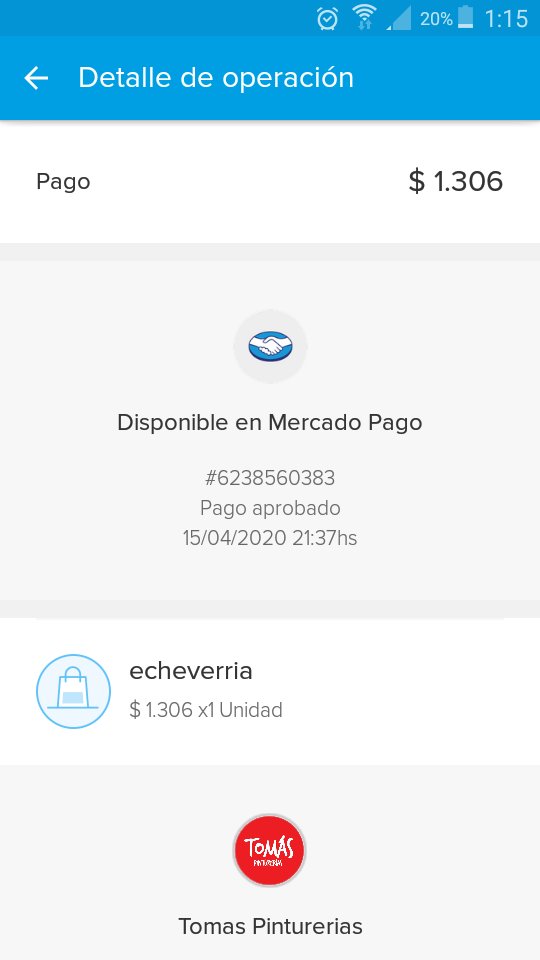 20% 1:15
Detalle de operación
Pago $ 1.306
Disponible en Mercado Pago
#6238560383
Pago aprobado
15/04/2020 21:37hs
echeverria
$ 1.306 x1 Unidad
TOMÁS
PINTURERIAS
Tomas Pinturerias